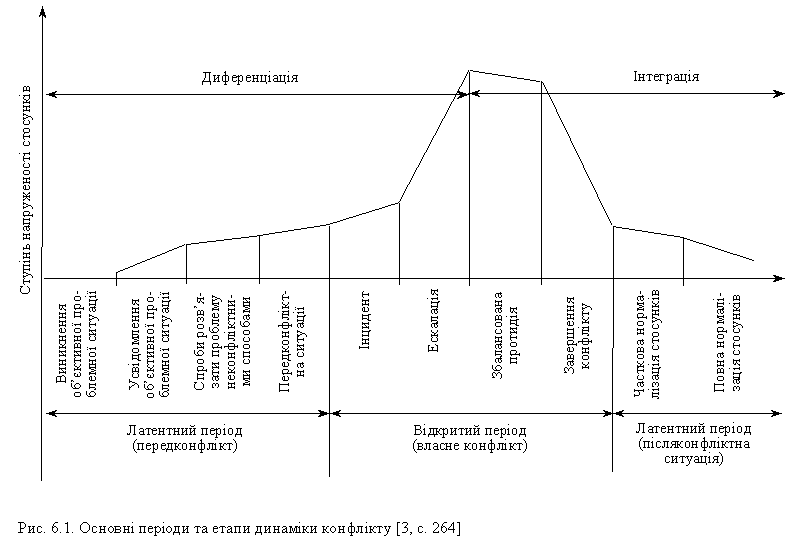 Диференціація
Інтеграція
Ступінь напруженості стосунків
Виникнення
об’єктивної про-
блемної ситуації
Усвідомлення
об’єктивної про-
блемної ситуації
Спроби розв’я-
зати проблему
неконфліктни-
ми способами
Передконфлікт-
на ситуації
Інцидент
Ескалація
Збалансована
протидія
Завершення
конфлікту
Часткова норма-
лізація стосунків
Повна нормалі-
зація стосунків
Латентний період
(передконфлікт)
Відкритий період
(власне конфлікт)
Латентний період
(післяконфліктна
ситуація)
Рис. 6.1. Основні періоди та етапи динаміки конфлікту [3, с. 264]